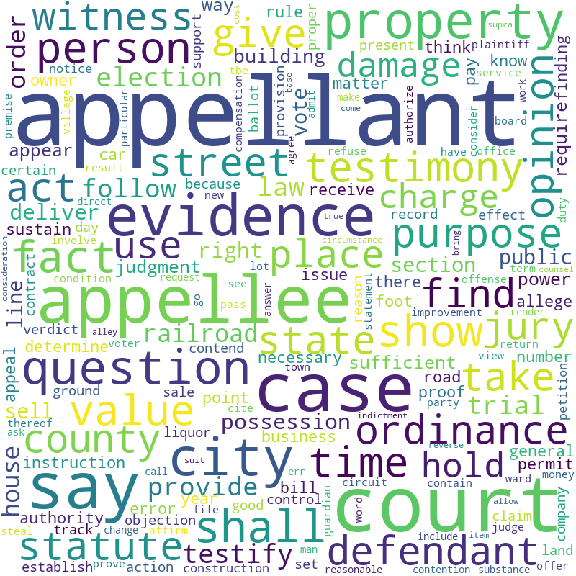 witness way support rule proper cost supra present plaintiff
order person the give property
notice building think know service
owner election damage pay
premise village particular compensation ballot provision matter authorize base agree admit make come consider board work require finding opinion
appellant
appear car vote
certain result street because testimony refuse have office
act follow law receive charge duty
deliver day new record effect
sustain direct evidence true bring
consideration involve use place circumstance purpose
fact right section public
contract condition request see lot issue there reason statement offense term counsel
line judgment go pass answer foot power
appellee find allege
verdict alley improvement render
determine voter railroad state show jury
contend necessary sufficient view return number
question town road
appeal ground sale cite point proof party take petition
thereof sell value case trial
ask possession indictment reverse
house instruction liquor business ordinance general
county city time hold permit
call suit err circuit contain ward money
error bill allow company
say provide control guardian word court claim
authority year file good shall judge
steal track objection change affirm include item land
statute testify man defendant
establish prove action construction set reasonable contention substance offer